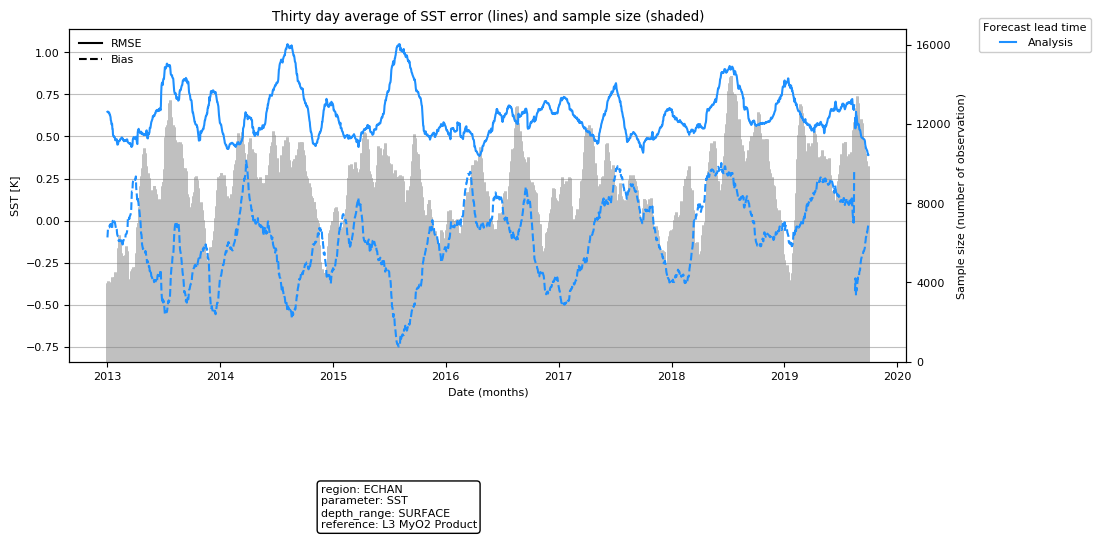 Thirty day average of SST error (lines) and sample size (shaded)
Forecast lead time
Analysis
RMSE
Bias
SST [K]
1.00
0.75
0.50
0.25
0.00
−0.25
−0.50
−0.75
16000
12000
8000
4000
0
Sample size (number of observation)
2013 2014 2015 2016 2017 2018 2019 2020
Date (months)
region: ECHAN
parameter: SST
depth_range: SURFACE
reference: L3 MyO2 Product